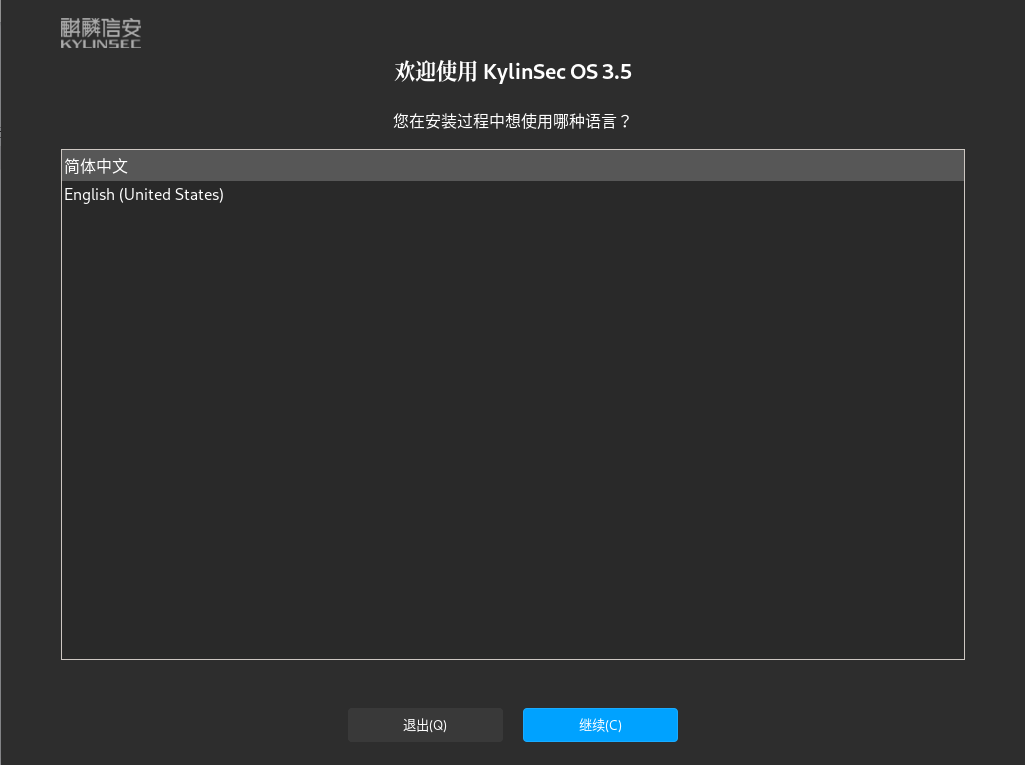 麒麟信安
KYLINSEC
欢迎使用 KylinSec OS 3.5
您在安装过程中想使用哪种语言？
简体中文
English (United States)
退出(Q)
继续(C)